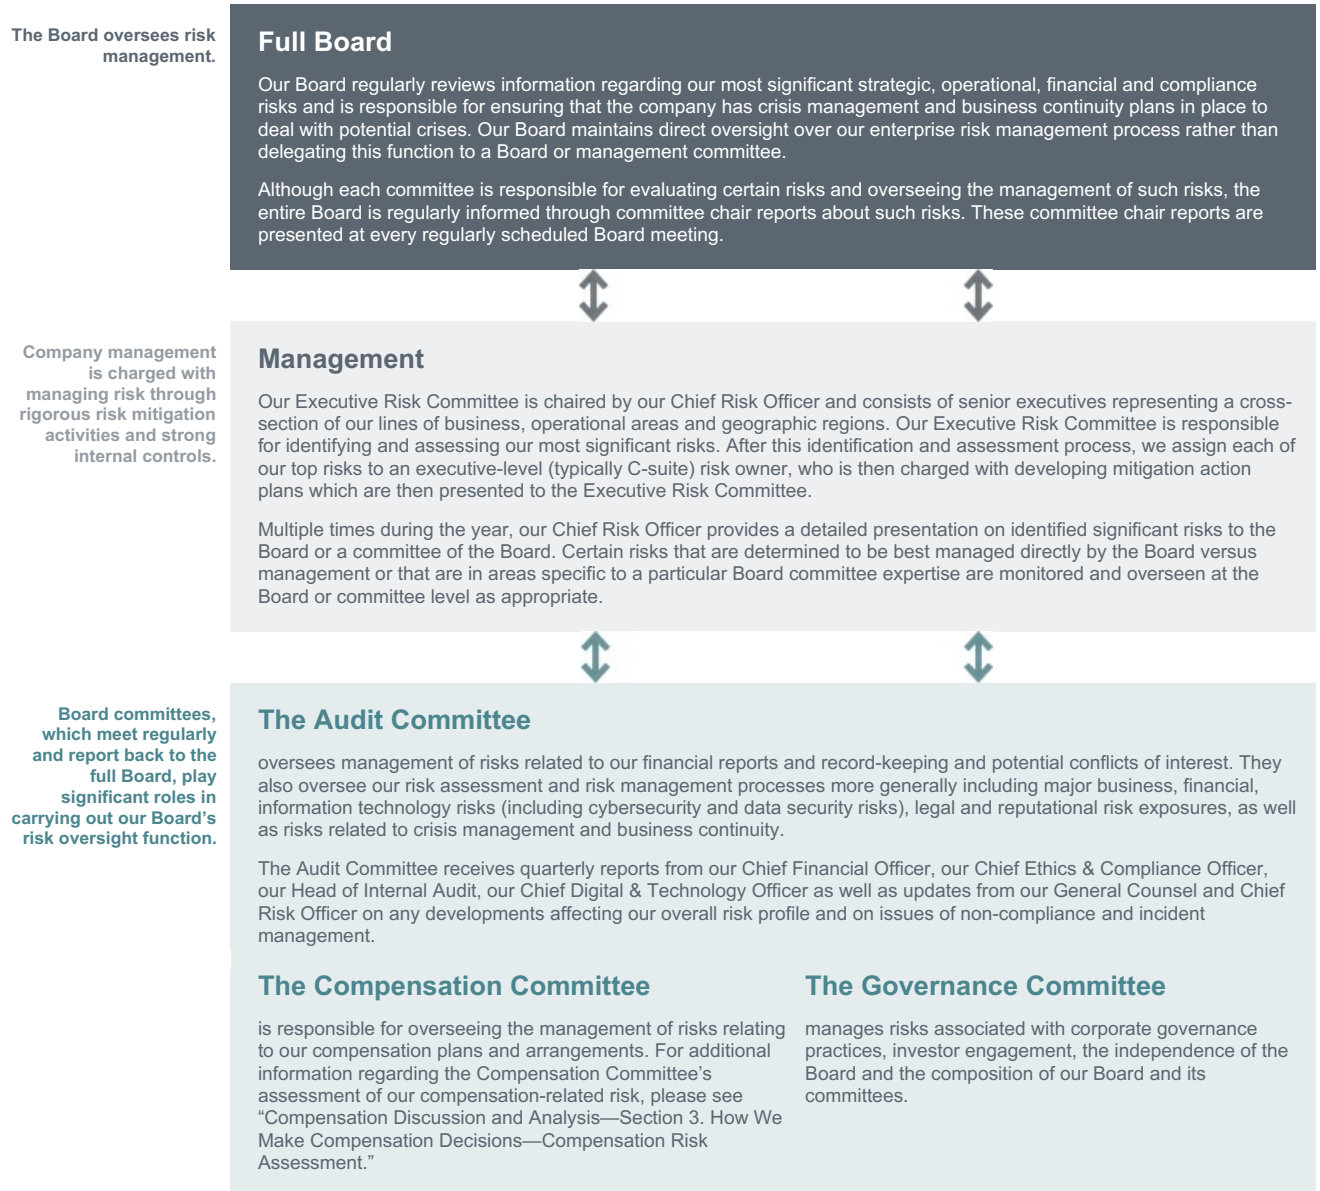 The Board oversees risk
management.
Full Board
Our Board regularly reviews information regarding our most significant strategic, operational, financial and compliance
risks and is responsible for ensuring that the company has crisis management and business continuity plans in place to
deal with potential crises. Our Board maintains direct oversight over our enterprise risk management process rather than
delegating this function to a Board or management committee.
Although each committee is responsible for evaluating certain risks and overseeing the management of such risks, the
entire Board is regularly informed through committee chair reports about such risks. These committee chair reports are
presented at every regularly scheduled Board meeting.
Company management
is charged with
managing risk through
rigorous risk mitigation
activities and strong
internal controls.
Management
Our Executive Risk Committee is chaired by our Chief Risk Officer and consists of senior executives representing a cross-
section of our lines of business, operational areas and geographic regions. Our Executive Risk Committee is responsible
for identifying and assessing our most significant risks. After this identification and assessment process, we assign each of
our top risks to an executive-level (typically C-suite) risk owner, who is then charged with developing mitigation action
plans which are then presented to the Executive Risk Committee.
Multiple times during the year, our Chief Risk Officer provides a detailed presentation on identified significant risks to the
Board or a committee of the Board. Certain risks that are determined to be best managed directly by the Board versus
management or that are in areas specific to a particular Board committee expertise are monitored and overseen at the
Board or committee level as appropriate.
Board committees,
which meet regularly
and report back to the
full Board, play
significant roles in
carrying out our Board’s
risk oversight function.
The Audit Committee
oversees management of risks related to our financial reports and record-keeping and potential conflicts of interest. They
also oversee our risk assessment and risk management processes more generally including major business, financial,
information technology risks (including cybersecurity and data security risks), legal and reputational risk exposures, as well
as risks related to crisis management and business continuity.
The Audit Committee receives quarterly reports from our Chief Financial Officer, our Chief Ethics & Compliance Officer,
our Head of Internal Audit, our Chief Digital & Technology Officer as well as updates from our General Counsel and Chief
Risk Officer on any developments affecting our overall risk profile and on issues of non-compliance and incident
management.
The Compensation Committee
is responsible for overseeing the management of risks relating
to our compensation plans and arrangements. For additional
information regarding the Compensation Committee’s
assessment of our compensation-related risk, please see
“Compensation Discussion and Analysis—Section 3. How We
Make Compensation Decisions—Compensation Risk
Assessment.”
The Governance Committee
manages risks associated with corporate governance
practices, investor engagement, the independence of the
Board and the composition of our Board and its
committees.